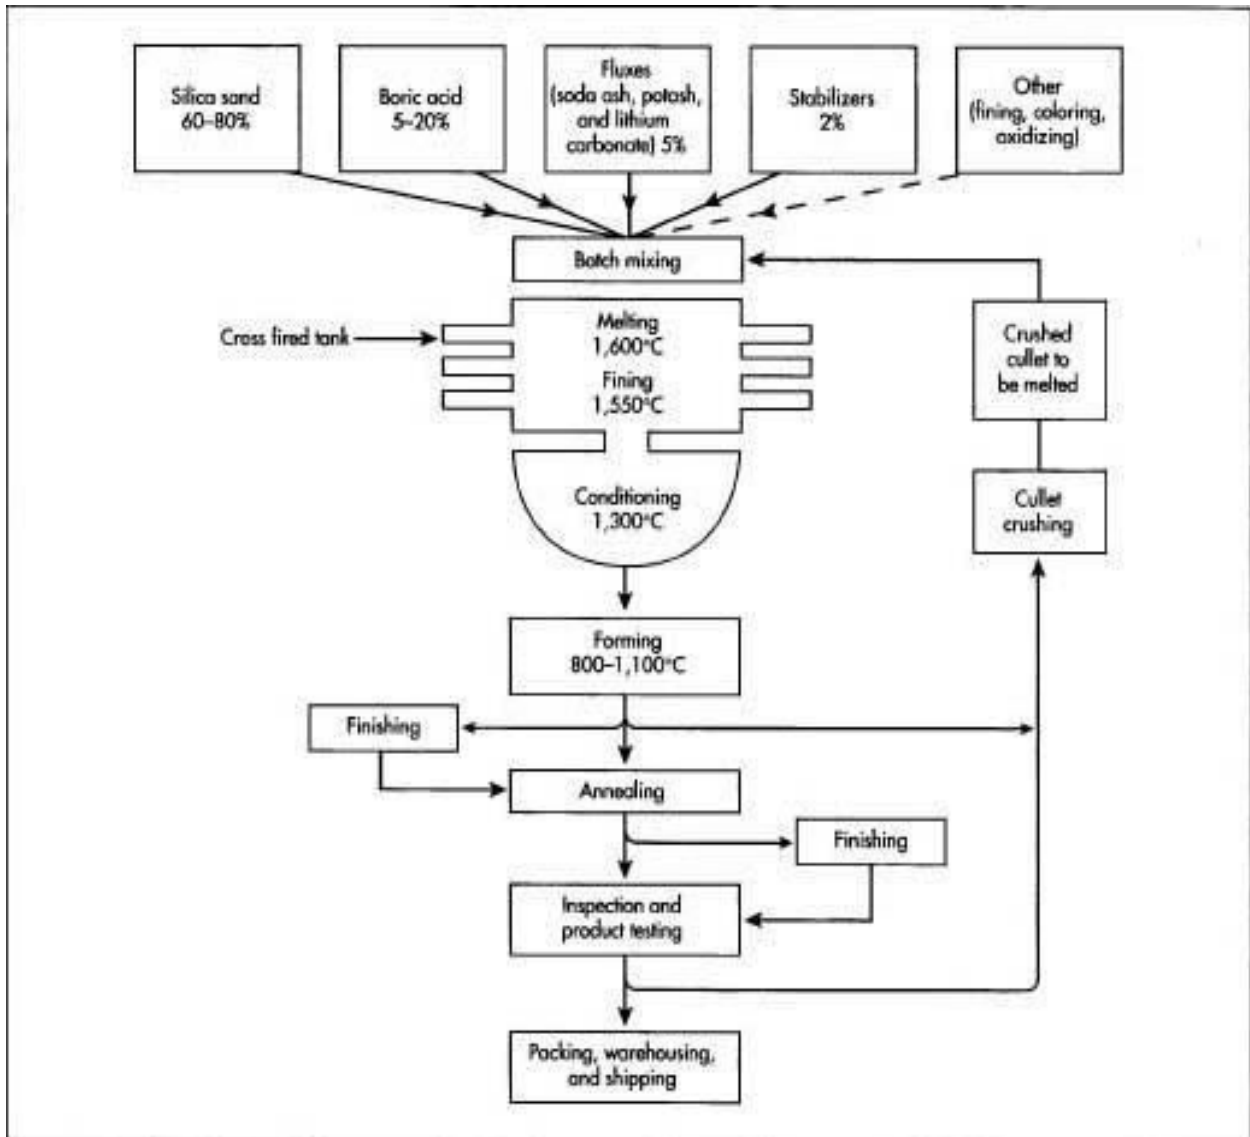 Silica sand
60–80%
Boric acid
5–20%
Fluxes
(soda ash, potash,
and lithium
carbonate) 5%
Stabilizers
2%
Other
(fining, coloring,
oxidizing)
Batch mixing
Cross fired tank
Melting
1,600°C
Fining
1,550°C
Crushed
cullet to
be melted
Conditioning
1,300°C
Cullet
crushing
Forming
800–1,100°C
Finishing
Annealing
Finishing
Inspection and
product testing
Packing, warehousing,
and shipping